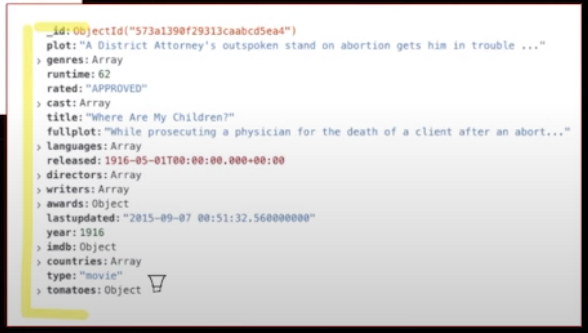 _id: ObjectId("573a1390f29313caabcd5ea4")
plot: "A District Attorney's outspoken stand on abortion gets him in trouble ..."
> genres: Array
runtime: 62
rated: "APPROVED"
> cast: Array
title: "Where Are My Children?"
fullplot: "While prosecuting a physician for the death of a client after an abort..."
> languages: Array
released: 1916-05-01T00:00:00.000+00:00
> directors: Array
> writers: Array
> awards: Object
lastupdated: "2015-09-07 00:51:32.560000000"
year: 1916
> imdb: Object
> countries: Array
type: "movie"
> tomatoes: Object